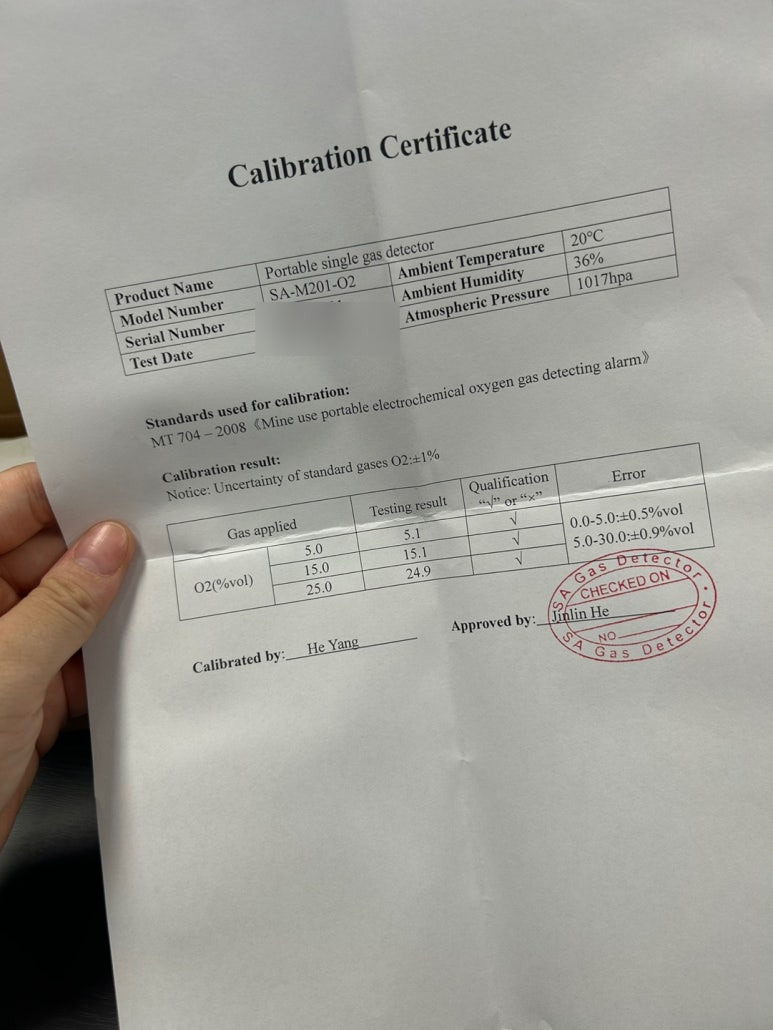 Calibration Certificate
Product Name Portable single gas detector
Model Number SA-M201-O2 Ambient Temperature 20°C
Serial Number Ambient Humidity 36%
Test Date Atmospheric Pressure 1017hpa
Standards used for calibration:
MT 704 – 2008《Mine use portable electrochemical oxygen gas detecting alarm》
Calibration result:
Notice: Uncertainty of standard gases O2:±1%
Gas applied Testing result Qualification “√” or “×” Error
O2(%vol) 5.0 5.1 √ 0.0-5.0:±0.5%vol
15.0 15.1 √ 5.0-30.0:±0.9%vol
25.0 24.9 √
Calibrated by: He Yang Approved by: Jinlin He
SA Gas Detector
CHECKED ON
NO
SA Gas Detector